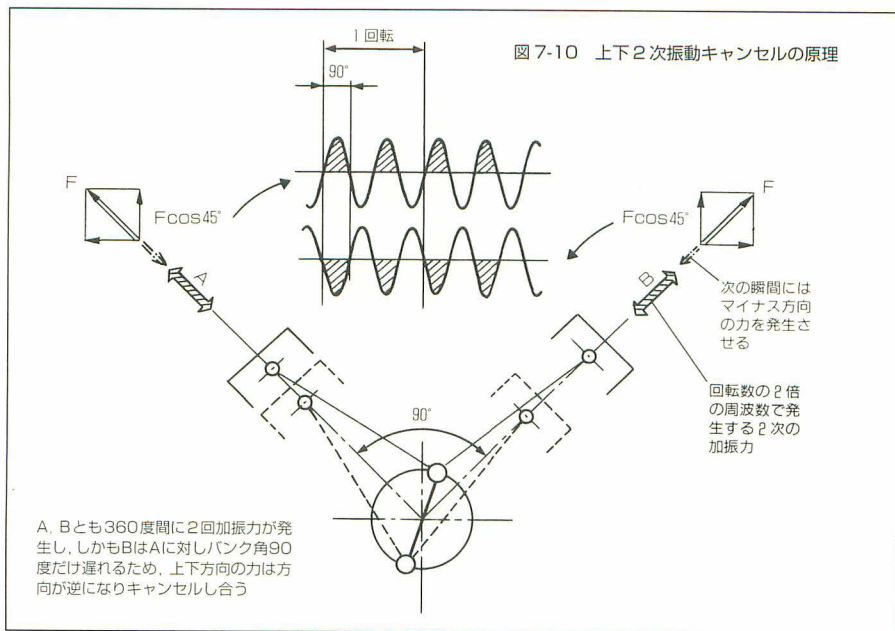 図7-10 上下2次振動キャンセルの原理
1回転
90°
F
Fcos45°
A
Fcos45°
F
B
次の瞬間には
マイナス方向
の力を発生さ
せる
回転数の2倍
の周波数で発
生する2次の
加振力
90°
A, Bとも360度間に2回加振力が発
生し, しかもBはAに対しバンク角90
度だけ遅れるため, 上下方向の力は方
向が逆になりキャンセルし合う